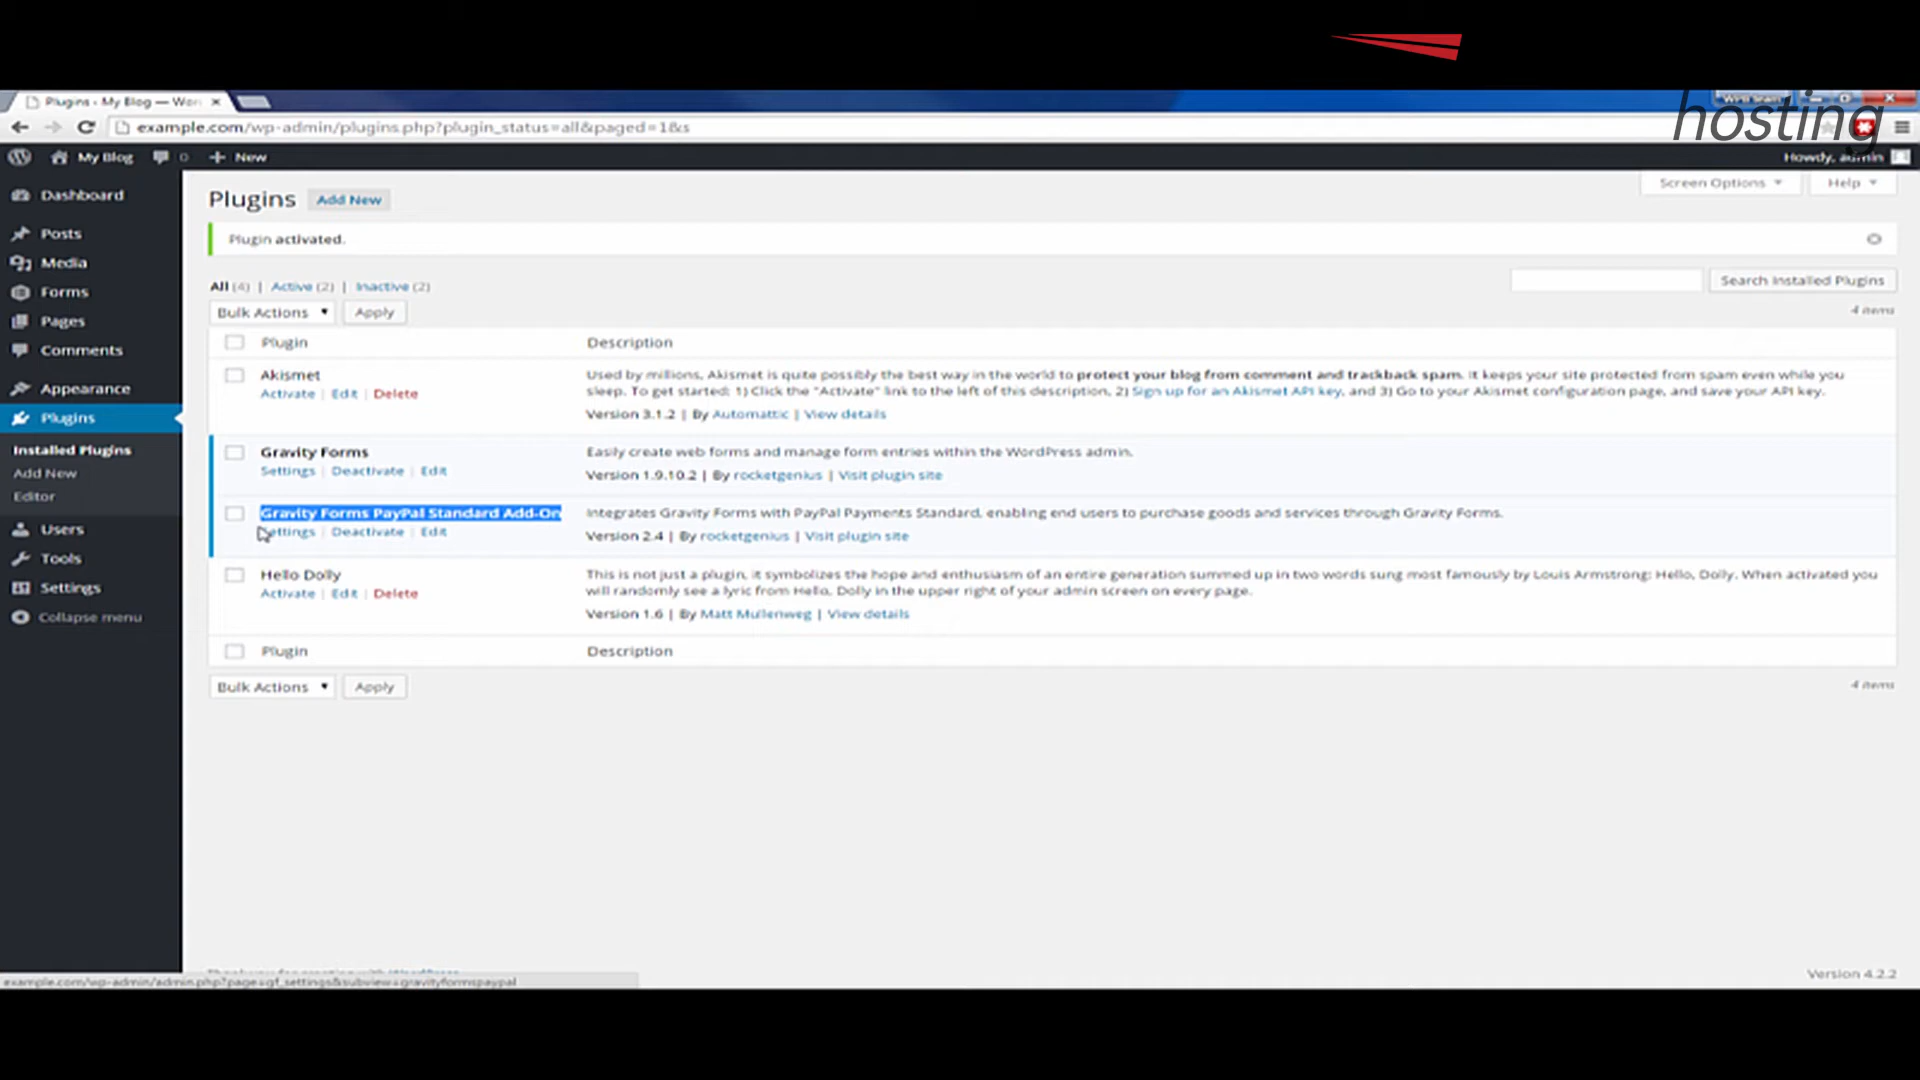 hosting
Plugins - My Blog — Wor
example.com/wp-admin/plugins.php?plugin_status=all&paged=1&s
My Blog 0 New
Howdy, admin
Dashboard
Posts
Media
Forms
Pages
Comments
Appearance
Plugins
Installed Plugins
Add New
Editor
Users
Tools
Settings
Collapse menu
Screen Options Help
Plugins Add New
Plugin activated.
All (4) | Active (2) | Inactive (2)
Search Installed Plugins
Bulk Actions Apply
4 items
Plugin Description
Akismet
Activate | Edit | Delete
Used by millions, Akismet is quite possibly the best way in the world to protect your blog from comment and trackback spam. It keeps your site protected from spam even while you
sleep. To get started: 1) Click the "Activate" link to the left of this description, 2) Sign up for an Akismet API key, and 3) Go to your Akismet configuration page, and save your API key.
Version 3.1.2 | By Automattic | View details
Gravity Forms
Settings | Deactivate | Edit
Easily create web forms and manage form entries within the WordPress admin.
Version 1.9.10.2 | By rocketgenius | Visit plugin site
Gravity Forms PayPal Standard Add-On
Settings | Deactivate | Edit
Integrates Gravity Forms with PayPal Payments Standard, enabling end users to purchase goods and services through Gravity Forms.
Version 2.4 | By rocketgenius | Visit plugin site
Hello Dolly
Activate | Edit | Delete
This is not just a plugin, it symbolizes the hope and enthusiasm of an entire generation summed up in two words sung most famously by Louis Armstrong: Hello, Dolly. When activated you
will randomly see a lyric from Hello, Dolly in the upper right of your admin screen on every page.
Version 1.6 | By Matt Mullenweg | View details
Plugin Description
Bulk Actions Apply
4 items
Version 4.2.2
example.com/wp-admin/admin.php?page=gf_settings&subview=gravityformspaypal